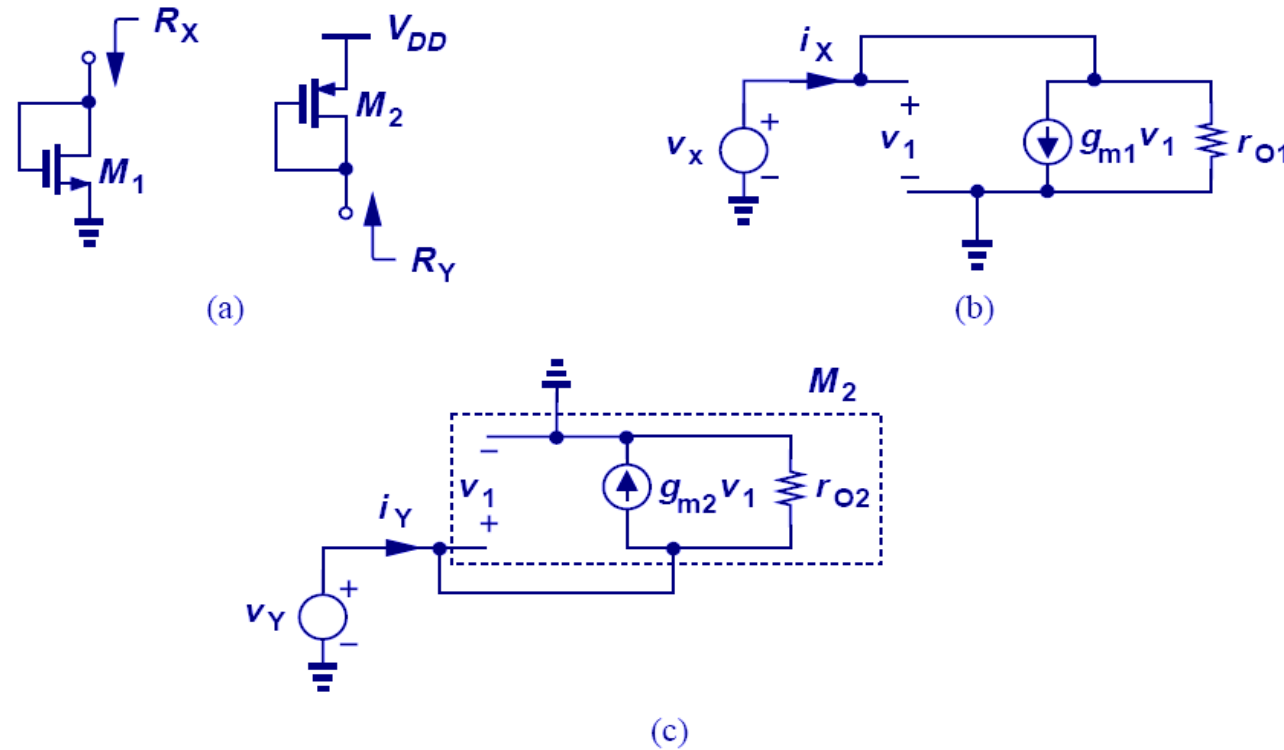 R_X
V_DD
M_2
M_1
R_Y
(a)
i_X
+
+
v_X
v_1
g_m1 v_1
r_O1
−
−
(b)
M_2
−
v_1
g_m2 v_1
r_O2
i_Y
+
+
v_Y
−
(c)